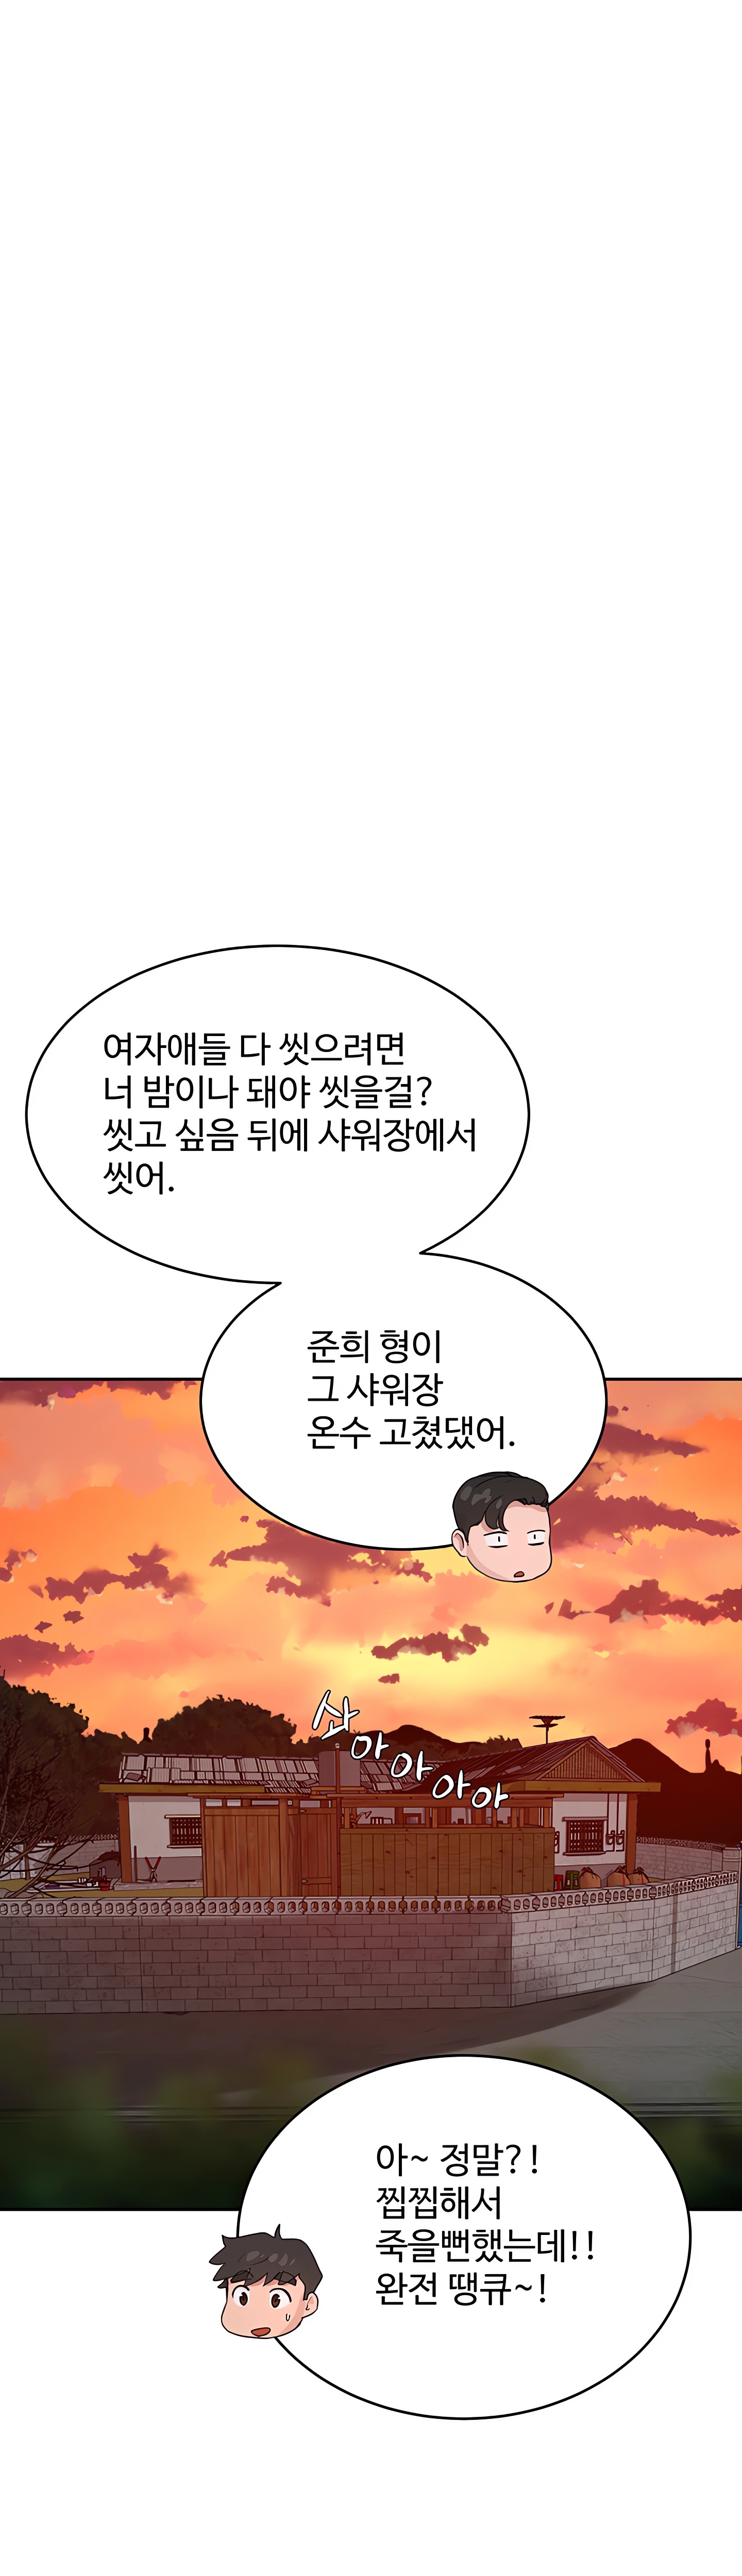 여자애들 다 씻으려면
너 밤이나 돼야 씻을걸?
씻고 싶음 뒤에 샤워장에서
씻어.
준희 형이
그 샤워장
온수 고쳤댔어.
솨아아아아
아~ 정말?!
찝찝해서
죽을뻔했는데!!
완전 땡큐~!